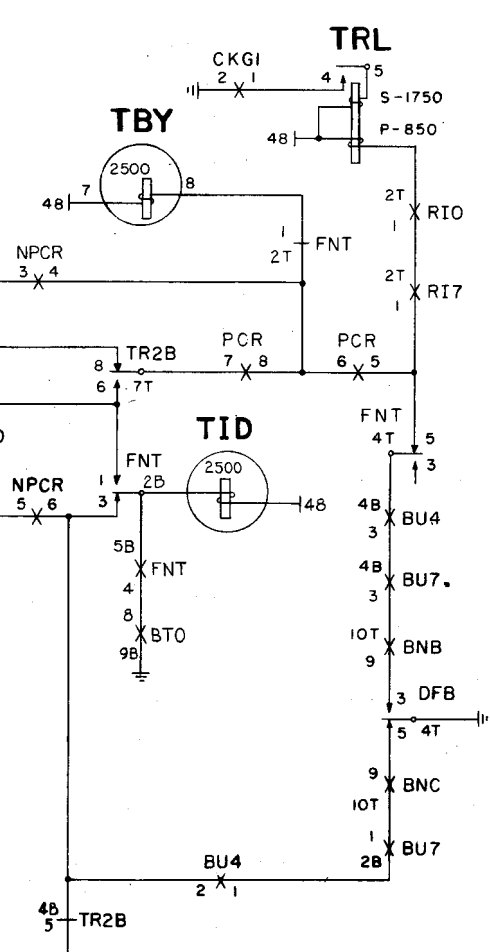 TRL
CKG1
2 1
4
5
S-1750
P-850
48
TBY
2500
7
8
48
2T
1
R10
1
2T
FNT
NPCR
3 4
2T
1
R17
TR2B
8
6
7T
PCR
7 8
PCR
6 5
FNT
4T
5
3
TID
FNT
1
3
2B
2500
48
NPCR
5 6
4B
3
BU4
5B
4
FNT
4B
3
BU7.
8
9B
BTO
10T
9
BNB
3
DFB
5
4T
9
10T
BNC
1
2B
BU7
BU4
2 1
4B
5
TR2B